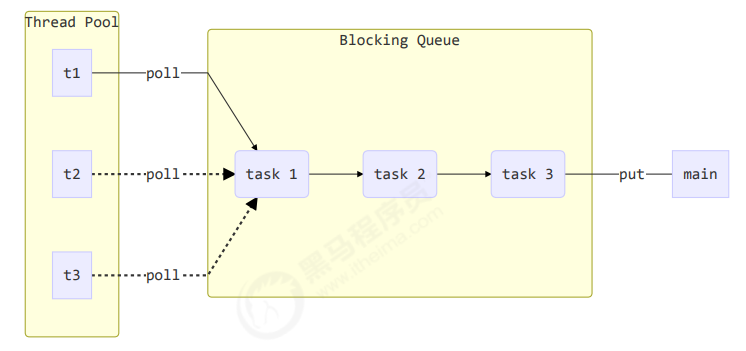 Thread Pool
Blocking Queue
t1
poll
t2
poll
task 1
task 2
task 3
put
main
t3
poll
黑马程序员
www.itheima.com